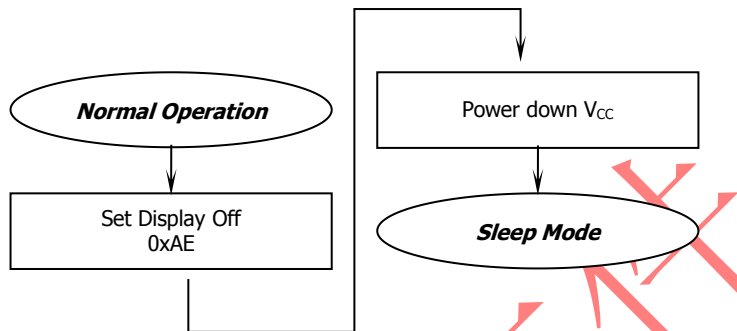 Normal Operation
Set Display Off
0xAE
Power down VCC
Sleep Mode